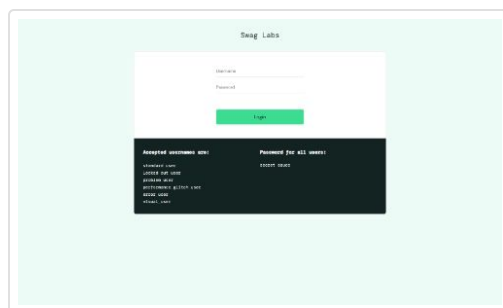 Swag Labs
Username
Password
Login
Accepted usernames are:
standard_user
locked_out_user
problem_user
performance_glitch_user
error_user
visual_user
Password for all users:
secret_sauce